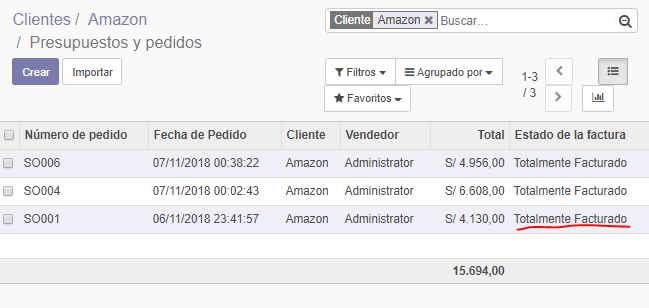 Clientes / Amazon
/ Presupuestos y pedidos
Cliente Amazon ✖ Buscar...
Crear Importar
Filtros Agrupado por
Favoritos
1-3
/ 3
Número de pedido Fecha de Pedido Cliente Vendedor Total Estado de la factura
SO006 07/11/2018 00:38:22 Amazon Administrator S/ 4.956,00 Totalmente Facturado
SO004 07/11/2018 00:02:43 Amazon Administrator S/ 6.608,00 Totalmente Facturado
SO001 06/11/2018 23:41:57 Amazon Administrator S/ 4.130,00 Totalmente Facturado
15.694,00